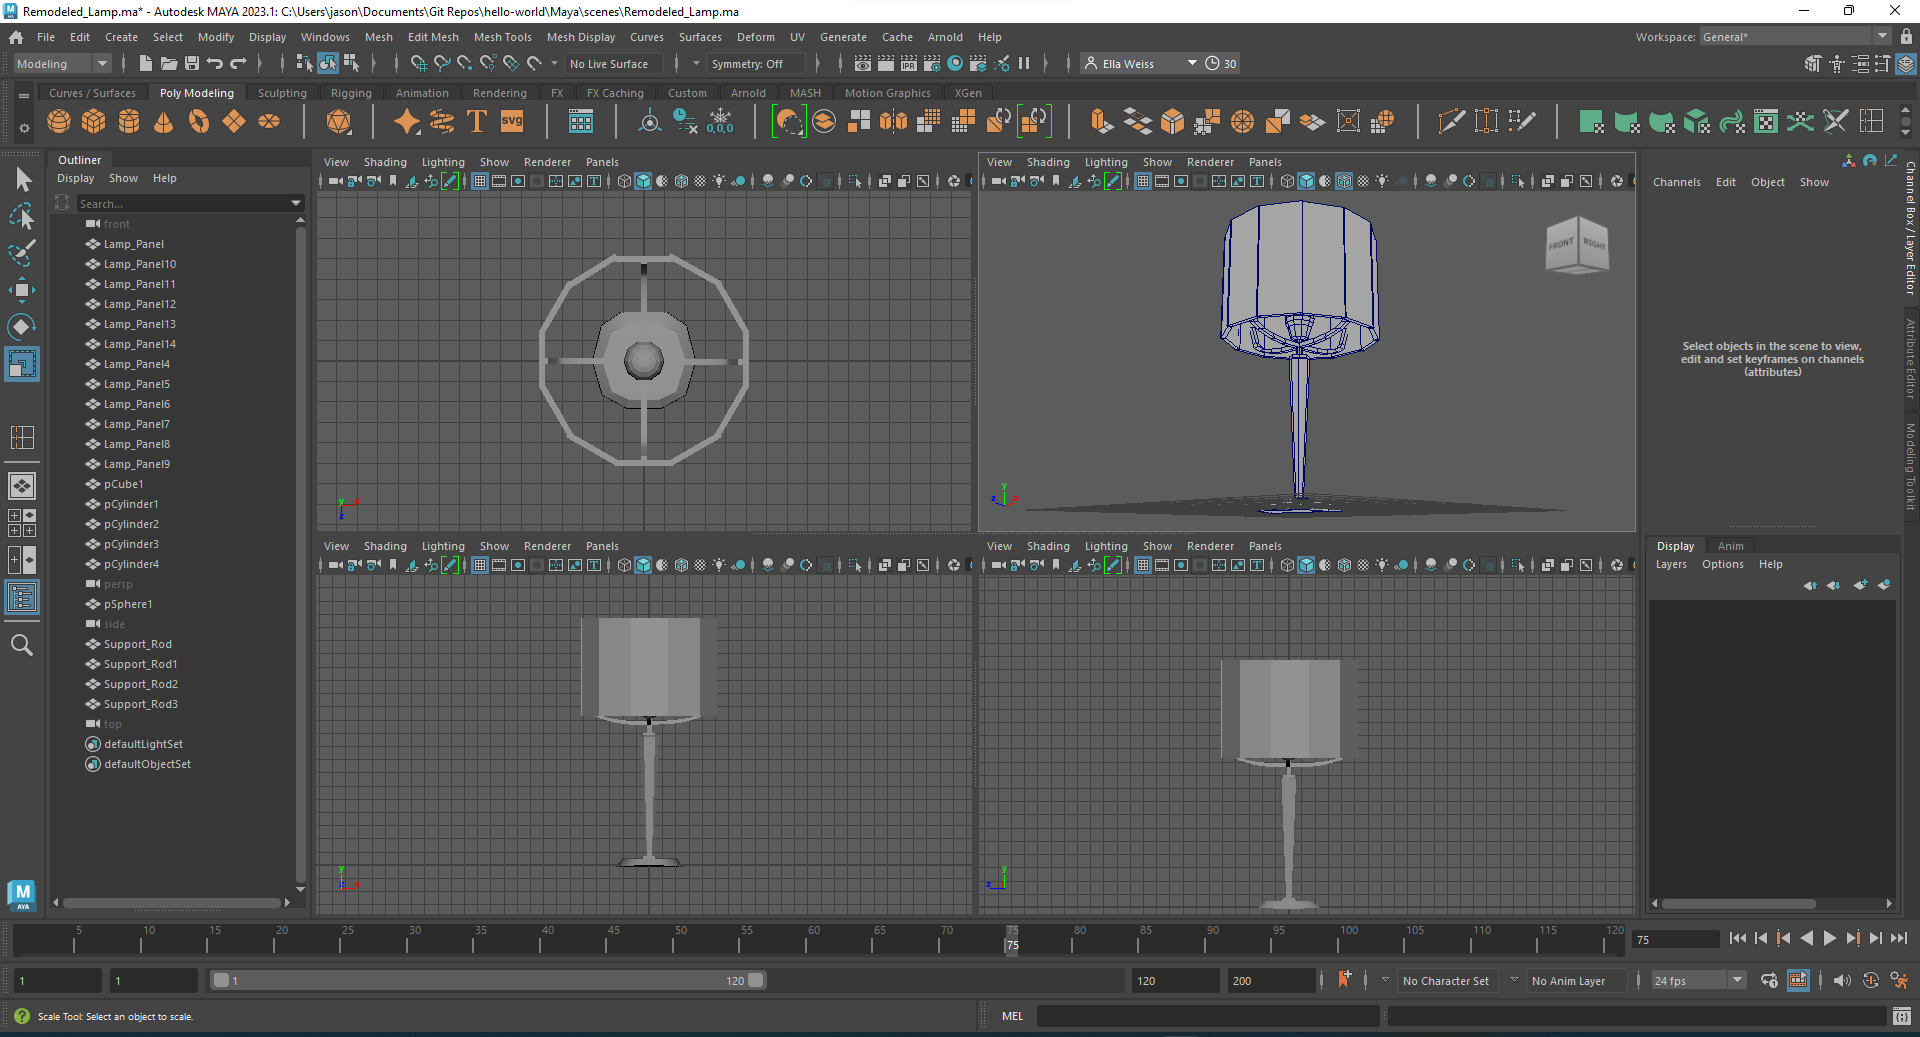 Remodeled_Lamp.ma* - Autodesk MAYA 2023.1: C:\Users\jason\Documents\Git Repos\hello-world\Maya\scenes\Remodeled_Lamp.ma
File Edit Create Select Modify Display Windows Mesh Edit Mesh Mesh Tools Mesh Display Curves Surfaces Deform UV Generate Cache Arnold Help
Workspace: General*
Modeling
No Live Surface
Symmetry: Off
IPR
Ella Weiss
30
Curves / Surfaces Poly Modeling Sculpting Rigging Animation Rendering FX FX Caching Custom Arnold MASH Motion Graphics XGen
T
SVG
0,0,0
Outliner
Display Show Help
Search...
front
Lamp_Panel
Lamp_Panel10
Lamp_Panel11
Lamp_Panel12
Lamp_Panel13
Lamp_Panel14
Lamp_Panel4
Lamp_Panel5
Lamp_Panel6
Lamp_Panel7
Lamp_Panel8
Lamp_Panel9
pCube1
pCylinder1
pCylinder2
pCylinder3
pCylinder4
persp
pSphere1
side
Support_Rod
Support_Rod1
Support_Rod2
Support_Rod3
top
defaultLightSet
defaultObjectSet
M
AYA
View Shading Lighting Show Renderer Panels
y
x
z
View Shading Lighting Show Renderer Panels
FRONT
RIGHT
y
z
x
View Shading Lighting Show Renderer Panels
y
z
x
View Shading Lighting Show Renderer Panels
y
z
Channels Edit Object Show
Select objects in the scene to view,
edit and set keyframes on channels
(attributes)
Channel Box / Layer Editor
Attribute Editor
Modeling Toolkit
Display Anim
Layers Options Help
5 10 15 20 25 30 35 40 45 50 55 60 65 70 75 80 85 90 95 100 105 110 115 120
75
75
1
1
1
120
120
200
No Character Set
No Anim Layer
24 fps
Scale Tool: Select an object to scale.
MEL